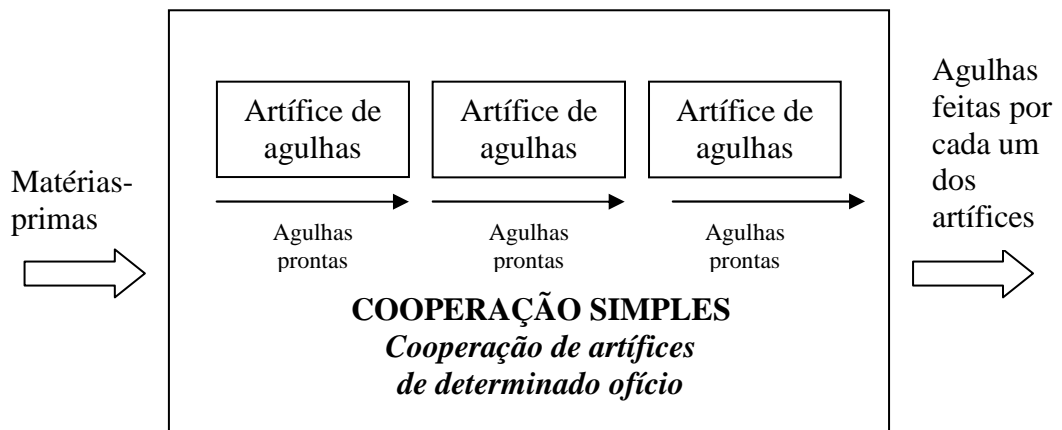 Matérias-
primas
Artífice de
agulhas
Artífice de
agulhas
Artífice de
agulhas
Agulhas
prontas
Agulhas
prontas
Agulhas
prontas
COOPERAÇÃO SIMPLES
Cooperação de artífices
de determinado ofício
Agulhas
feitas por
cada um
dos
artífices